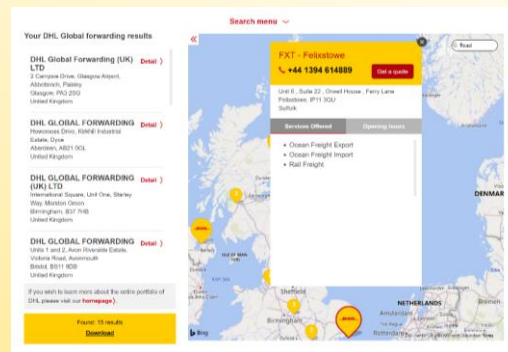 Search menu
Your DHL Global forwarding results
DHL Global Forwarding (UK) LTD
Detail
2 Campsie Drive, Glasgow Airport,
Abbotsinch, Paisley
Glasgow, PA3 2SG
United Kingdom
DHL GLOBAL FORWARDING
Detail
Howemoss Drive, Kirkhill Industrial
Estate, Dyce
Aberdeen, AB21 0GL
United Kingdom
DHL GLOBAL FORWARDING (UK) LTD
Detail
International Square, Unit One, Starley
Way, Marston Green
Birmingham, B37 7HB
United Kingdom
DHL GLOBAL FORWARDING
Detail
Units 1 and 2, Avon Riverside Estate,
Victoria Road, Avonmouth
Bristol, BS11 9DB
United Kingdom
If you wish to learn more about the entire portfolio of
DHL please visit our homepage
Found: 15 results
Download
FXT - Felixstowe
+44 1394 614889
Get a quote
Unit 6 , Suite 22 , Orwell House , Ferry Lane
Felixstowe, IP11 3QU
Suffolk
Services Offered
Opening hours
Ocean Freight Export
Ocean Freight Import
Rail Freight
Road
DENMAR
ISLE OF MAN
Sheffield
Birmingham
NETHERLANDS
Amsterdam
Rotterdam
Bremen
Bing